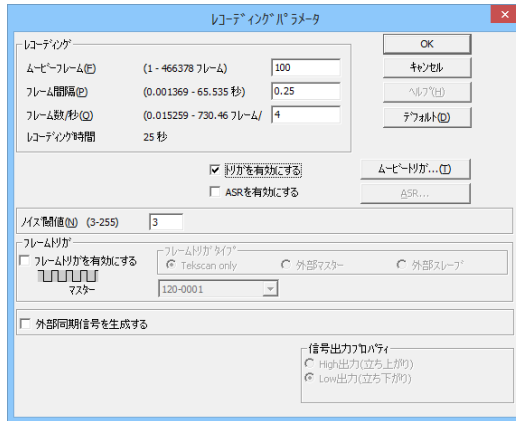 レコーディングパラメータ
レコーディング
ムービーフレーム(F) (1 - 466378 フレーム) 100
フレーム間隔(P) (0.001369 - 65.535 秒) 0.25
フレーム数/秒(O) (0.015259 - 730.46 フレーム/ 4
レコーディング時間 25 秒
OK
キャンセル
ヘルプ(H)
デフォルト(D)
トリガを有効にする
ムービートリガ...(T)
ASRを有効にする
ASR...
ノイズ閾値(N) (3-255) 3
フレームトリガ
フレームトリガを有効にする
マスター
フレームトリガタイプ
Tekscan only 外部マスター 外部スレーブ
120-0001
外部同期信号を生成する
信号出力プロパティ
High出力(立ち上がり)
Low出力(立ち下がり)